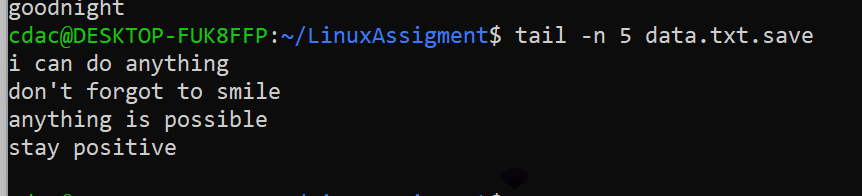 goodnight
cdac@DESKTOP-FUK8FFP:~/LinuxAssigment$ tail -n 5 data.txt.save
i can do anything
don't forgot to smile
anything is possible
stay positive